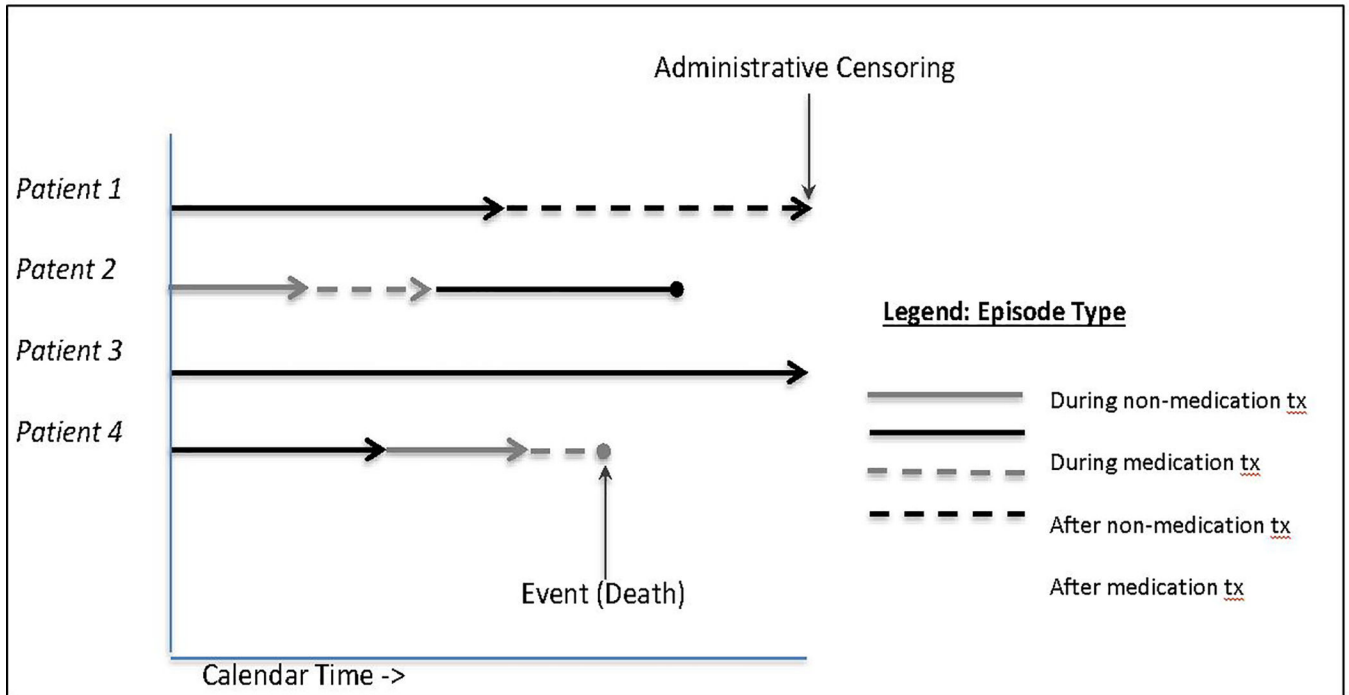 Administrative Censoring
Patient 1
Patent 2
Patient 3
Patient 4
Legend: Episode Type
During non-medication tx
During medication tx
After non-medication tx
After medication tx
Event (Death)
Calendar Time ->